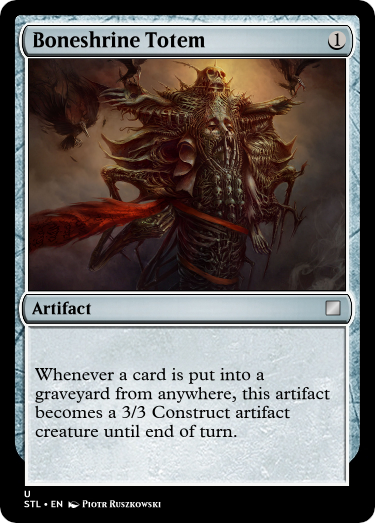 Boneshrine Totem 1
Artifact
Whenever a card is put into a
graveyard from anywhere, this artifact
becomes a 3/3 Construct artifact
creature until end of turn.
U
STL • EN Piotr Ruszkowski